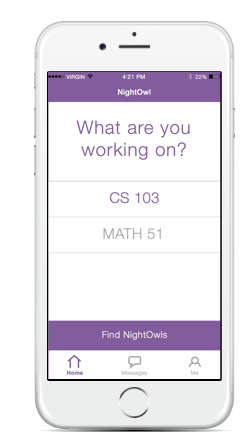 VIRGIN 4:21 PM 22%
NightOwl
What are you
working on?
CS 103
MATH 51
Find NightOwls
Home Messages Me